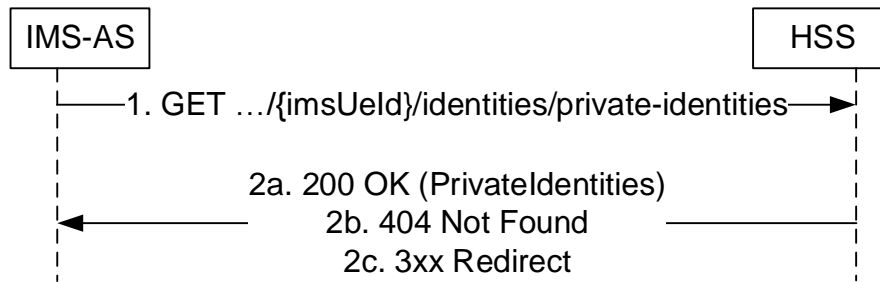 IMS-AS
HSS
1. GET …/{imsUeId}/identities/private-identities
2a. 200 OK (PrivateIdentities)
2b. 404 Not Found
2c. 3xx Redirect